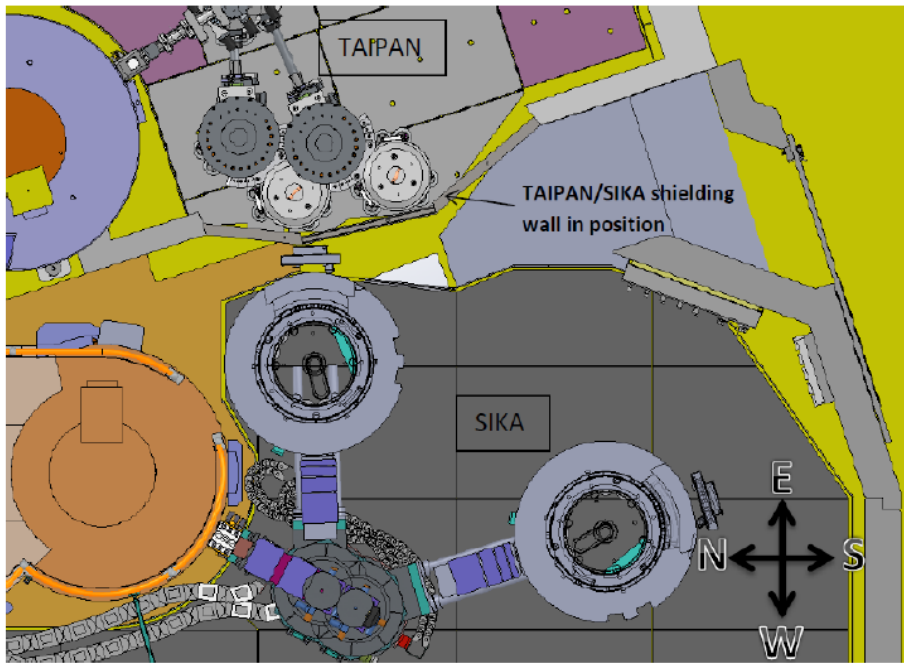 TAIPAN
TAIPAN/SIKA shielding
wall in position
SIKA
E
N S
W